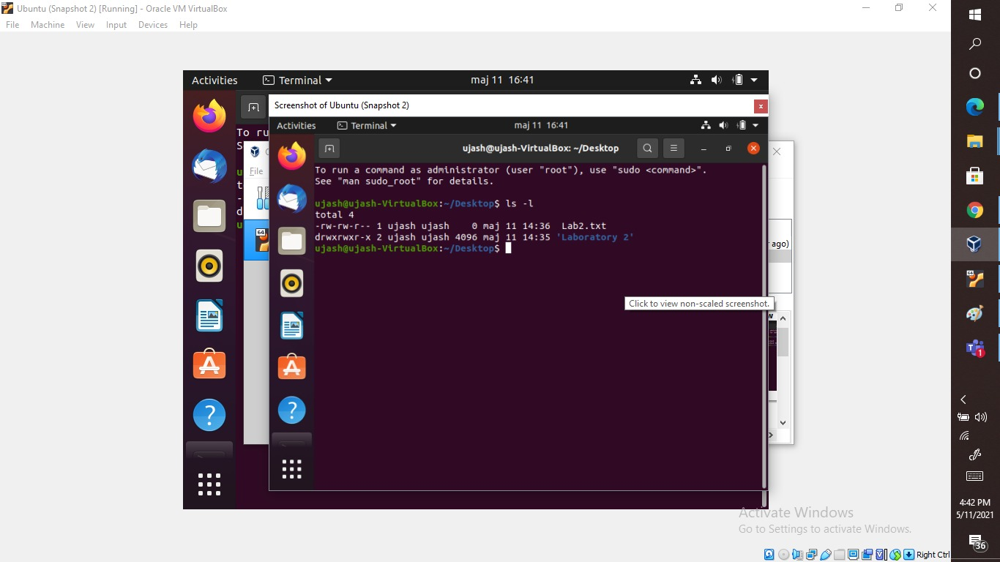 Ubuntu (Snapshot 2) [Running] - Oracle VM VirtualBox
File Machine View Input Devices Help
Activities Terminal maj 11 16:41
To ru
S
u
t
-
d
u
File
64
Screenshot of Ubuntu (Snapshot 2)
x
Activities Terminal maj 11 16:41
ujash@ujash-VirtualBox: ~/Desktop
To run a command as administrator (user "root"), use "sudo <command>".
See "man sudo_root" for details.
ujash@ujash-VirtualBox:~/Desktop$ ls -l
total 4
-rw-rw-r-- 1 ujash ujash    0 maj 11 14:36  Lab2.txt
drwxrwxr-x 2 ujash ujash 4096 maj 11 14:35 'Laboratory 2'
ujash@ujash-VirtualBox:~/Desktop$
ago)
Click to view non-scaled screenshot.
w
Activate Windows
Go to Settings to activate Windows.
Right Ctrl
64
1
4:42 PM
5/11/2021
36